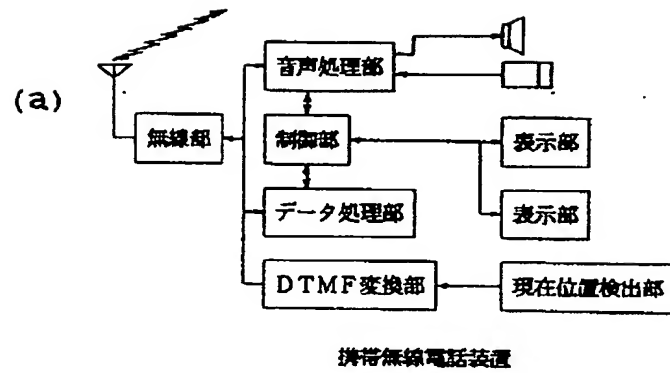 (a)
音声処理部
無線部
制御部
表示部
データ処理部
表示部
DTMF変換部
現在位置検出部
携帯無線電話装置